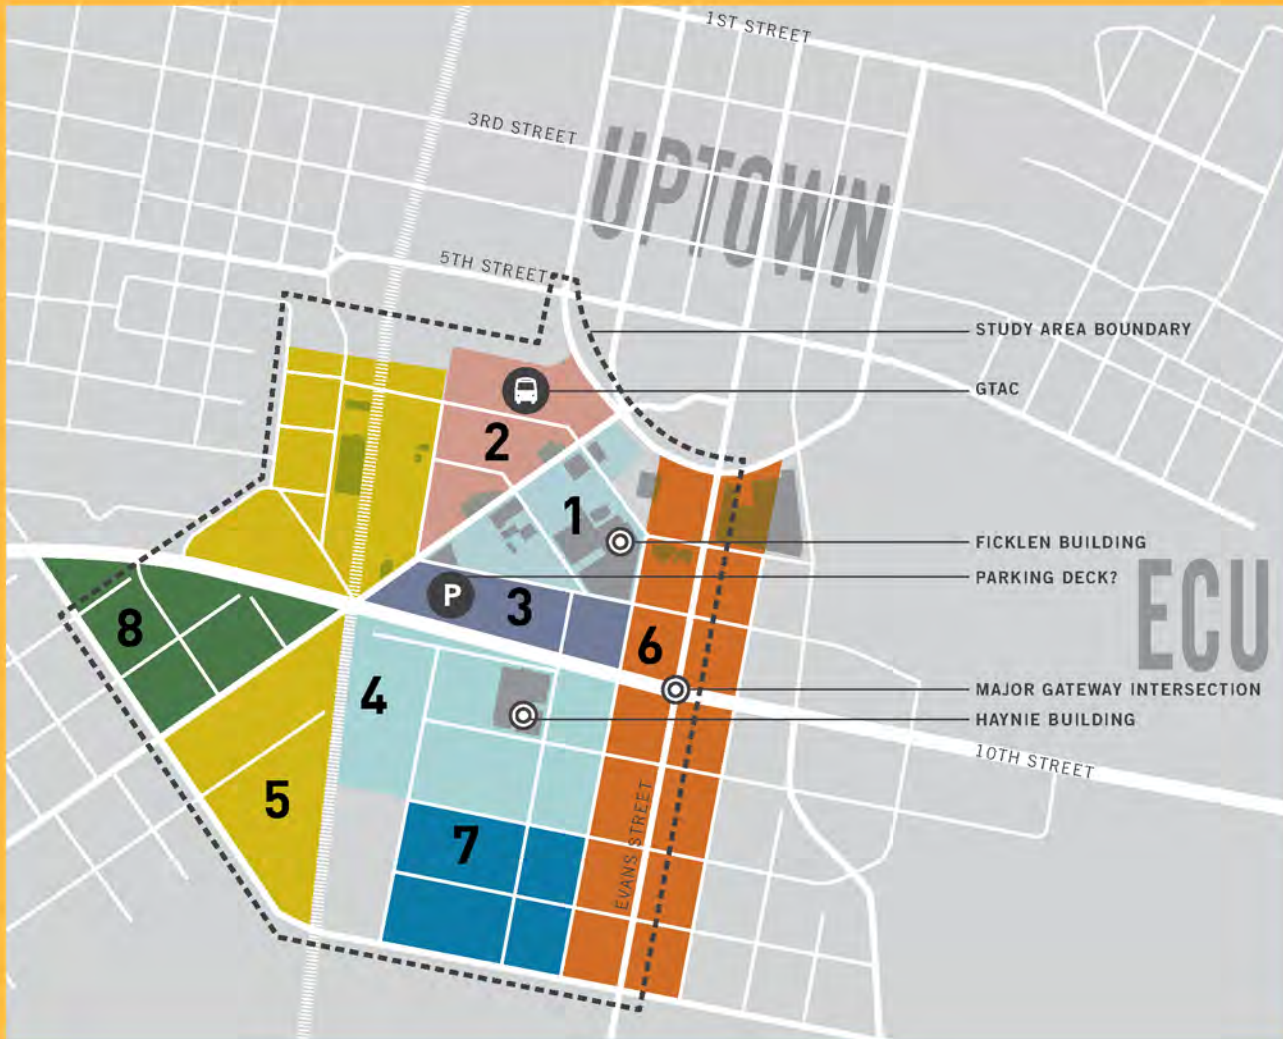 1ST STREET
3RD STREET
UPTOWN
5TH STREET
STUDY AREA BOUNDARY
GTAC
2
1
FICKLEN BUILDING
PARKING DECK?
ECU
P
3
8
6
4
MAJOR GATEWAY INTERSECTION
HAYNIE BUILDING
10TH STREET
5
7
EVANS STREET